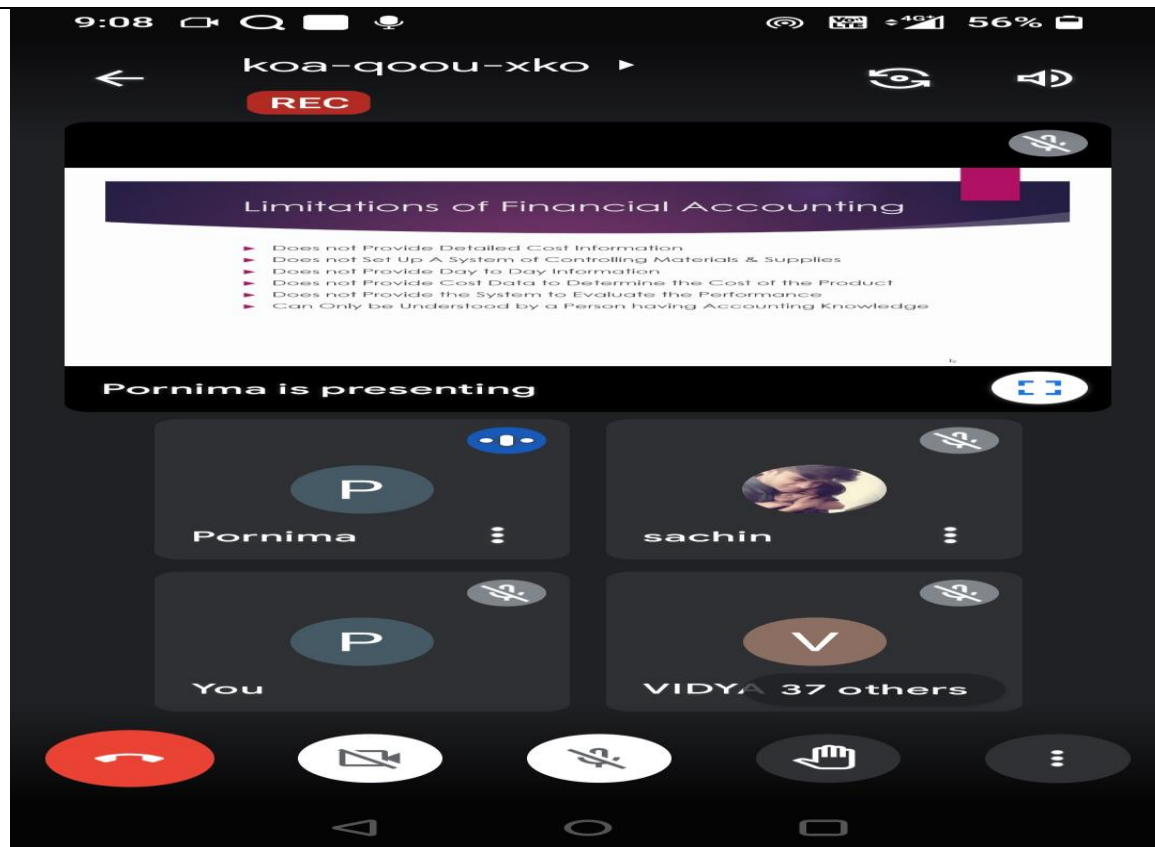 9:08 Vo LTE 4G+ 56%
koa-qoou-xko
REC
Limitations of Financial Accounting
Does not Provide Detailed Cost Information
Does not Set Up A System of Controlling Materials & Supplies
Does not Provide Day to Day Information
Does not Provide Cost Data to Determine the Cost of the Product
Does not Provide the System to Evaluate the Performance
Can Only be Understood by a Person having Accounting Knowledge
Pornima is presenting
P
Pornima
sachin
P
You
V
VIDYA 37 others